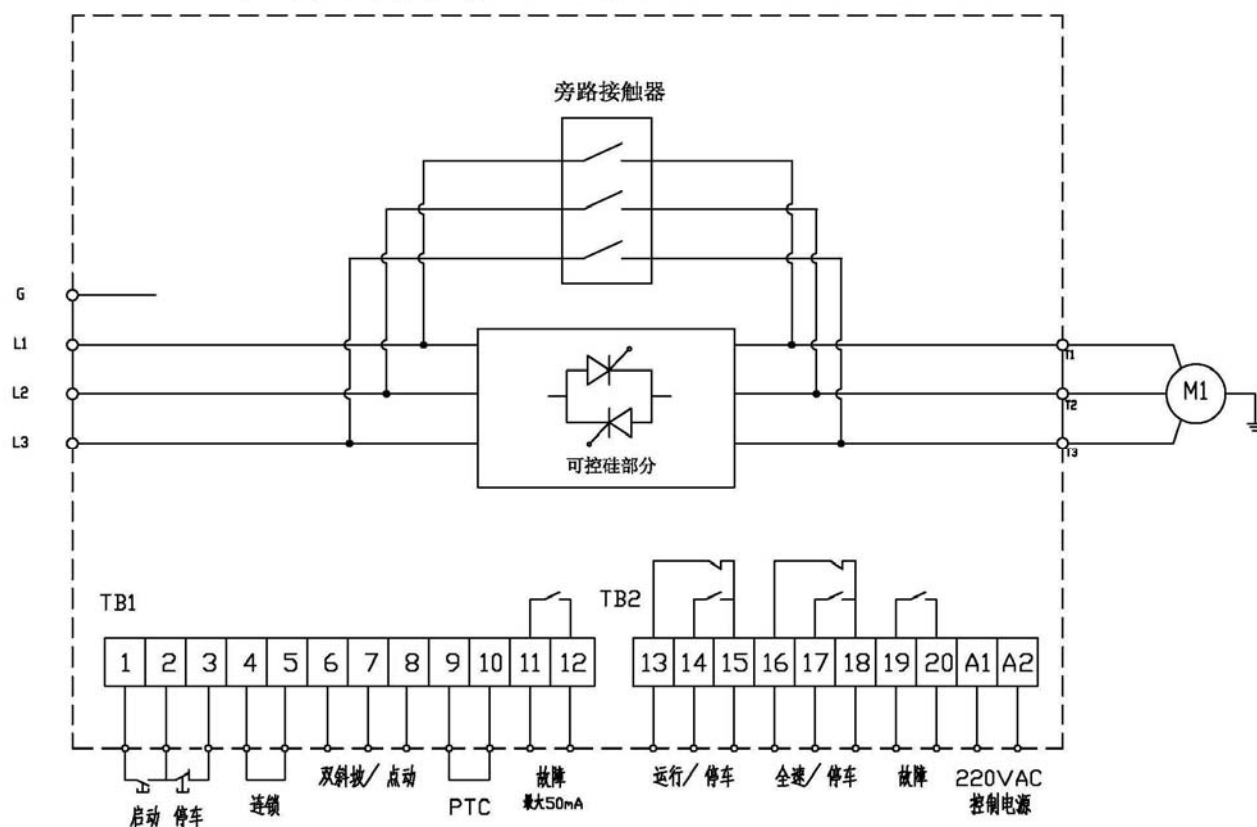 旁路接触器
G
L1
L2
L3
T1
T2
T3
M1
可控硅部分
TB1
1 2 3 4 5 6 7 8 9 10 11 12
TB2
13 14 15 16 17 18 19 20 A1 A2
启动 停车
连锁
双斜坡/点动
PTC
故障
最大50mA
运行/停车
全速/停车
故障
220VAC
控制电源